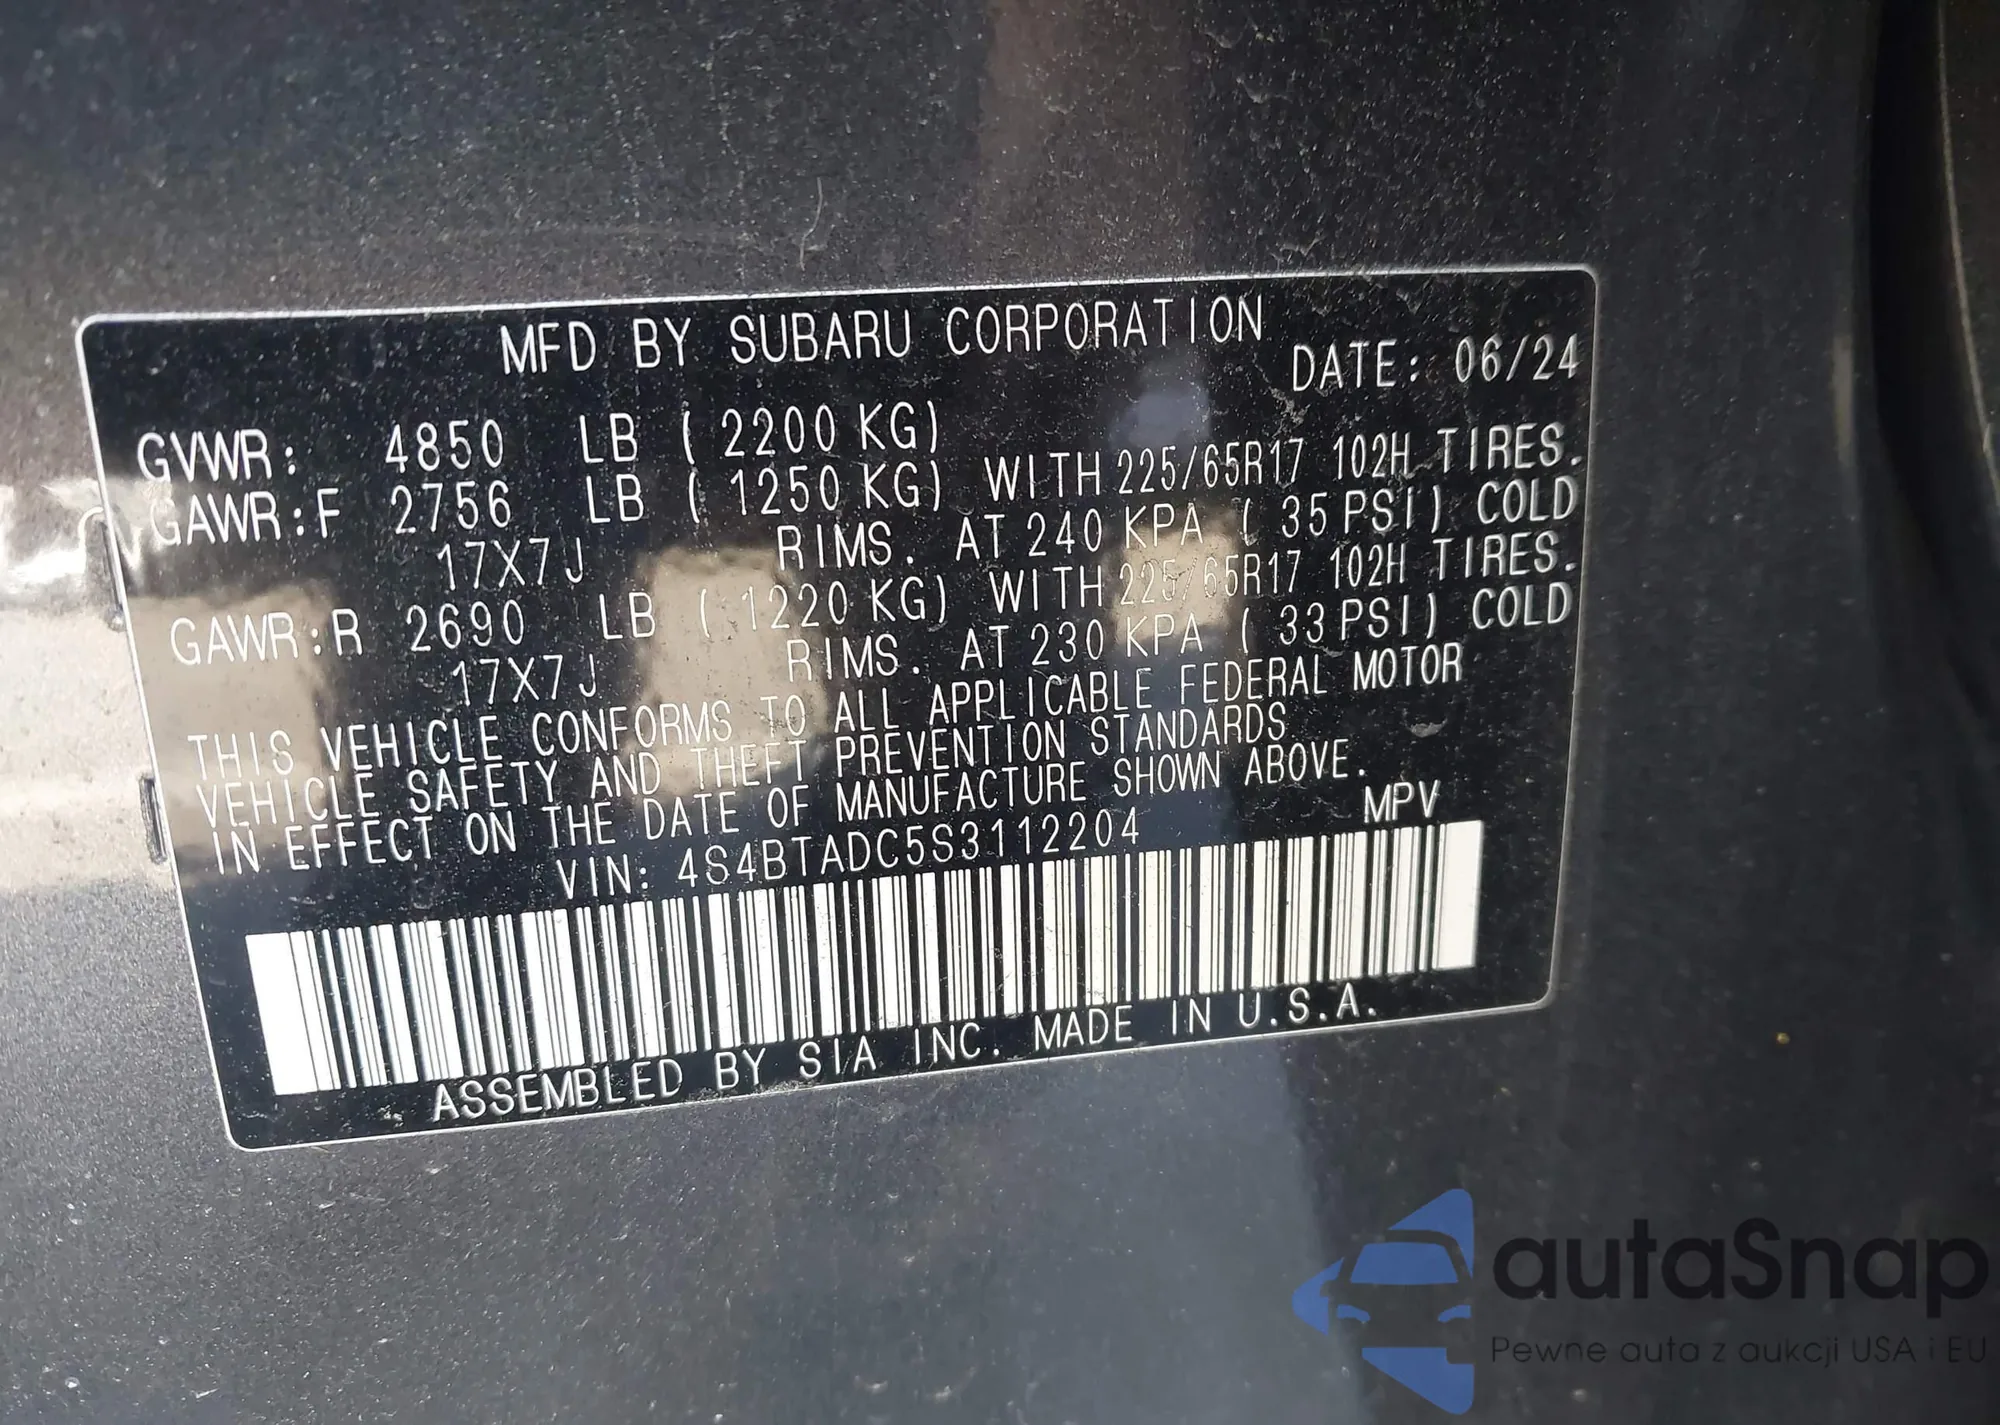 MFD BY SUBARU CORPORATION
DATE: 06/24
GVWR: 4850 LB ( 2200 KG)
GAWR:F 2756 LB ( 1250 KG) WITH 225/65R17 102H TIRES.
17X7J RIMS. AT 240 KPA ( 35 PSI) COLD
GAWR:R 2690 LB ( 1220 KG) WITH 225/65R17 102H TIRES.
17X7J RIMS. AT 230 KPA ( 33 PSI) COLD
THIS VEHICLE CONFORMS TO ALL APPLICABLE FEDERAL MOTOR
VEHICLE SAFETY AND THEFT PREVENTION STANDARDS
IN EFFECT ON THE DATE OF MANUFACTURE SHOWN ABOVE.
VIN: 4S4BTADC5S3112204 MPV
ASSEMBLED BY SIA INC. MADE IN U.S.A.
autaSnap
Pewne auta z aukcji USA i EU